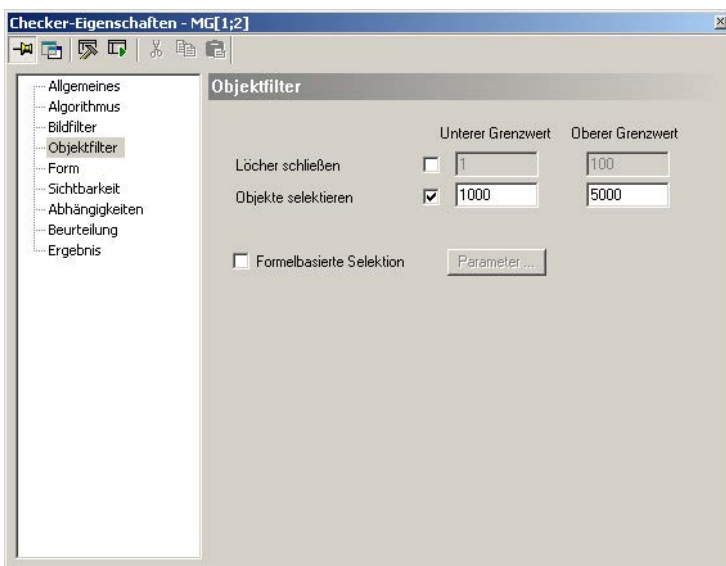 Checker-Eigenschaften - MG[1;2]
Allgemeines
Algorithmus
Bildfilter
Objektfilter
Form
Sichtbarkeit
Abhängigkeiten
Beurteilung
Ergebnis
Objektfilter
Unterer Grenzwert Oberer Grenzwert
Löcher schließen 1 100
Objekte selektieren 1000 5000
Formelbasierte Selektion Parameter ...